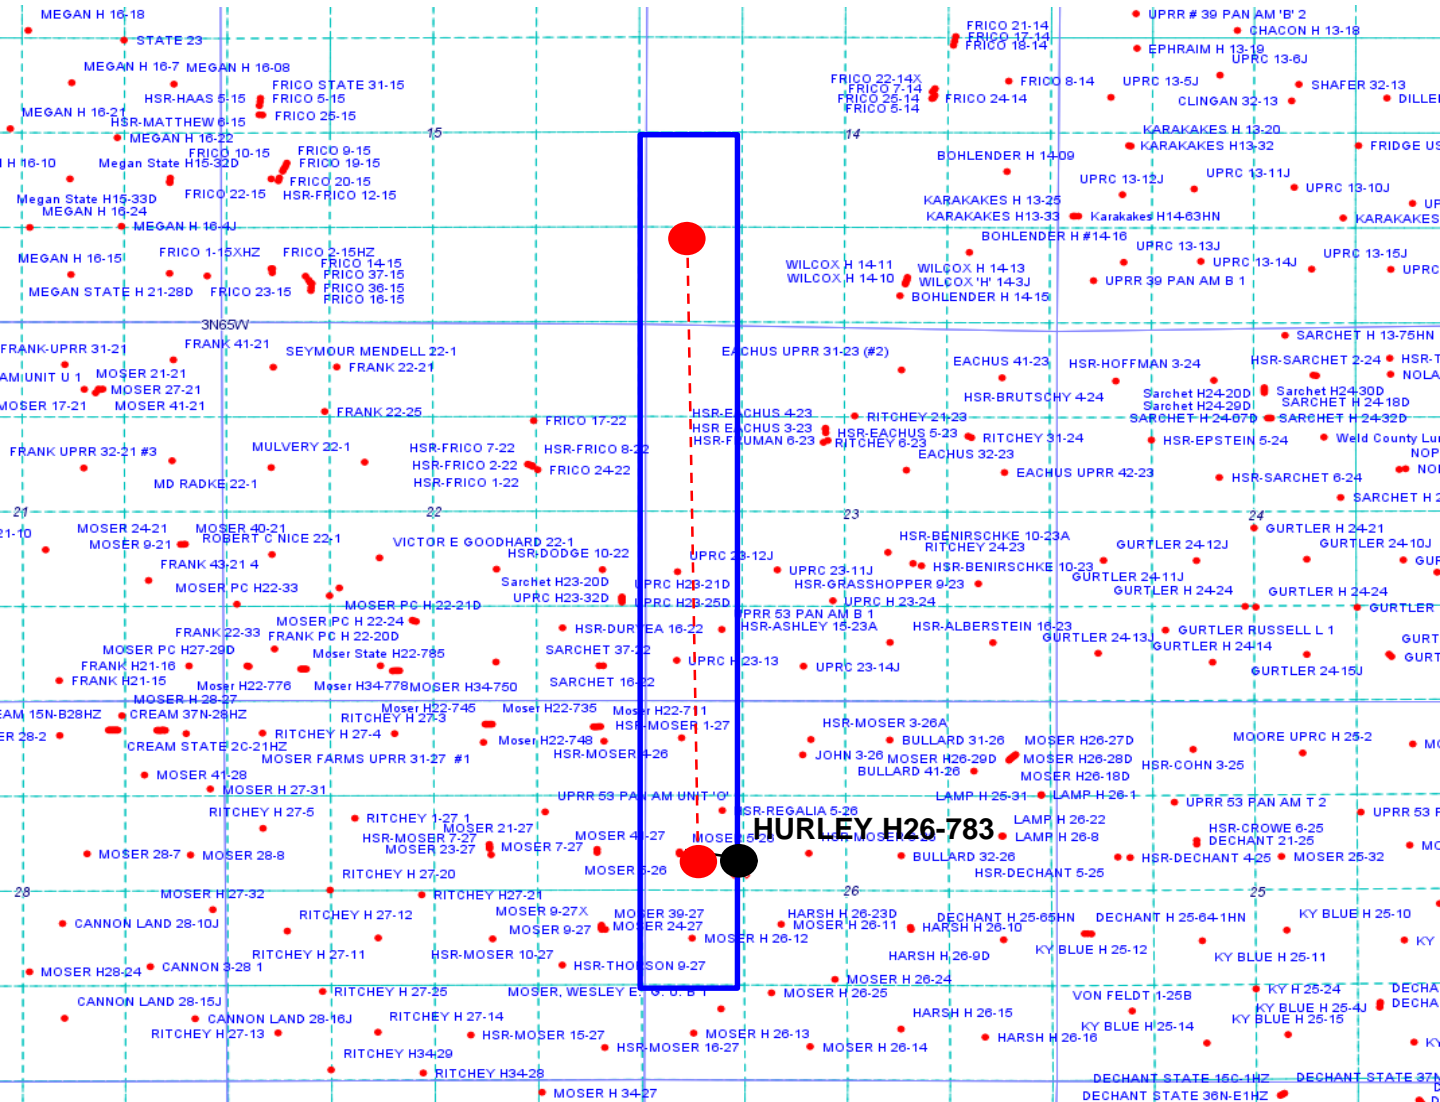 MEGAN H 16-18
STATE 23
MEGAN H 16-7
MEGAN H 16-08
HSR-HAAS 5-15
FRICO STATE 31-15
FRICO 5-15
FRICO 25-15
MEGAN H 16-21
HSR-MATTHEW 6-15
MEGAN H 16-22
FRICO 10-15
FRICO 9-15
FRICO 19-15
H 16-10
Megan State H15-32D
FRICO 20-15
FRICO 22-15
HSR-FRICO 12-15
Megan State H15-33D
MEGAN H 16-24
MEGAN H 16-4J
MEGAN H 16-15
FRICO 1-15XHZ
FRICO 2-15HZ
FRICO 14-15
FRICO 37-15
FRICO 36-15
FRICO 16-15
MEGAN STATE H 21-28D
FRICO 23-15
15
14
FRICO 21-14
FRICO 17-14
FRICO 18-14
FRICO 22-14X
FRICO 7-14
FRICO 25-14
FRICO 5-14
FRICO 24-14
FRICO 8-14
UPRR # 39 PAN AM 'B' 2
CHACON H 13-18
EPHRAIM H 13-19
UPRC 13-6J
UPRC 13-5J
SHAFER 32-13
CLINGAN 32-13
DILLE
KARAKAKES H 13-20
KARAKAKES H13-32
FRIDGE US
BOHLENDER H 14-09
UPRC 13-12J
UPRC 13-11J
UPRC 13-10J
KARAKAKES H 13-25
KARAKAKES H13-33
Karakakes H14-63HN
UP
KARAKAKES
BOHLENDER H #14-16
UPRC 13-13J
UPRC 13-14J
UPRC 13-15J
UPRC
WILCOX H 14-11
WILCOX H 14-10
WILCOX H 14-13
WILCOX 'H' 14-3J
BOHLENDER H 14-15
UPRR 39 PAN AM B 1
3N65W
FRANK-UPRR 31-21
FRANK 41-21
SEYMOUR MENDELL 22-1
FRANK 22-21
AM UNIT U 1
MOSER 21-21
MOSER 27-21
MOSER 17-21
MOSER 41-21
FRANK 22-25
FRICO 17-22
FRANK UPRR 32-21 #3
MULVERY 22-1
HSR-FRICO 7-22
HSR-FRICO 8-22
HSR-FRICO 2-22
FRICO 24-22
HSR-FRICO 1-22
MD RADKE 22-1
EACHUS UPRR 31-23 (#2)
EACHUS 41-23
HSR-HOFFMAN 3-24
SARCHET H 13-75HN
HSR-SARCHET 2-24
HSR-T
NOLA
HSR-BRUTSCHY 4-24
Sarchet H24-20D
Sarchet H24-30D
Sarchet H24-29D
SARCHET H 24-18D
SARCHET H 24-07D
SARCHET H 24-32D
HSR-EACHUS 4-23
RITCHEY 21-23
HSR EACHUS 3-23
HSR-EACHUS 5-23
HSR-FRUMAN 6-23
RITCHEY 6-23
RITCHEY 31-24
HSR-EPSTEIN 5-24
Weld County Lu
EACHUS 32-23
NOP
EACHUS UPRR 42-23
HSR-SARCHET 6-24
NO
SARCHET H 2
21
22
23
24
21-10
MOSER 24-21
MOSER 40-21
MOSER 9-21
ROBERT C NICE 22-1
FRANK 43-21 4
VICTOR E GOODHARD 22-1
HSR-DODGE 10-22
MOSER PC H22-33
Sarchet H23-20D
UPRC H23-32D
MOSER PC H 22-21D
MOSER PC H 22-24
FRANK 22-33
FRANK PC H 22-20D
HSR-DURYEA 16-22
MOSER PC H27-29D
Moser State H22-785
SARCHET 37-22
FRANK H21-16
FRANK H21-15
Moser H22-776
Moser H34-778
MOSER H34-750
SARCHET 16-22
MOSER H 28-27
UPRC 23-12J
UPRC 23-11J
UPRC H23-21D
UPRC H23-25D
UPRR 53 PAN AM B 1
HSR-ASHLEY 15-23A
UPRC H 23-13
UPRC 23-14J
HSR-BENIRSCHKE 10-23A
RITCHEY 24-23
HSR-BENIRSCHKE 10-23
HSR-GRASSHOPPER 9-23
UPRC H 23-24
HSR-ALBERSTEIN 16-23
GURTLER H 24-21
GURTLER 24-12J
GURTLER 24-10J
GUR
GURTLER 24-11J
GURTLER H 24-24
GURTLER
GURTLER RUSSELL L 1
GURTLER 24-13J
GURTLER H 24-14
GURT
GURT
GURTLER 24-15J
EAM 15N-B28HZ
CREAM 37N-28HZ
ER 28-2
CREAM STATE 2C-21HZ
RITCHEY H 27-3
RITCHEY H 27-4
Moser H22-745
Moser H22-735
Moser H22-711
HSR-MOSER 1-27
Moser H22-748
HSR-MOSER 4-26
MOSER FARMS UPRR 31-27 #1
MOSER 41-28
MOSER H 27-31
UPRR 53 PAN AM UNIT 'O'
RITCHEY H 27-5
RITCHEY 1-27 1
MOSER 21-27
HSR-MOSER 7-27
MOSER 7-27
MOSER 23-27
MOSER 41-27
MOSER 5-26
MOSER 28-7
MOSER 28-8
RITCHEY H 27-20
MOSER 5-26
HSR-MOSER 3-26A
BULLARD 31-26
JOHN 3-26
MOSER H26-27D
MOSER H26-29D
MOSER H26-28D
BULLARD 41-26
MOSER H26-18D
HSR-COHN 3-25
MOORE UPRC H 25-2
MO
LAMP H 25-31
LAMP H 26-1
HSR-REGALIA 5-26
HURLEY H26-783
LAMP H 26-22
LAMP H 26-8
BULLARD 32-26
HSR-DECHANT 5-25
UPRR 53 PAN AM T 2
UPRR 53 P
HSR-CROWE 6-25
DECHANT 21-25
HSR-DECHANT 4-25
MOSER 25-32
MO
28
26
25
MOSER H 27-32
RITCHEY H27-21
CANNON LAND 28-10J
RITCHEY H 27-12
MOSER 9-27X
MOSER 39-27
MOSER 9-27
MOSER 24-27
RITCHEY H 27-11
HSR-MOSER 10-27
MOSER H 26-12
HARSH H 26-23D
MOSER H 26-11
HARSH H 26-10
DECHANT H 25-65HN
DECHANT H 25-64-1HN
KY BLUE H 25-10
KY
HARSH H 26-9D
KY BLUE H 25-12
KY BLUE H 25-11
MOSER H28-24
CANNON 3-28 1
HSR-THORSON 9-27
MOSER H 26-24
CANNON LAND 28-15J
RITCHEY H 27-25
MOSER, WESLEY E. G. U. B 1
MOSER H 26-25
VON FELDT 1-25B
KY H 25-24
DECHA
KY BLUE H 25-4J
DECHA
CANNON LAND 28-16J
RITCHEY H 27-14
HARSH H 26-15
KY BLUE H 25-14
KY BLUE H 25-15
RITCHEY H 27-13
HSR-MOSER 15-27
MOSER H 26-13
HSR-MOSER 16-27
MOSER H 26-14
HARSH H 26-16
KY
RITCHEY H34-29
RITCHEY H34-28
MOSER H 34-27
DECHANT STATE 15C-1HZ
DECHANT STATE 37N
DECHANT STATE 36N-E1HZ